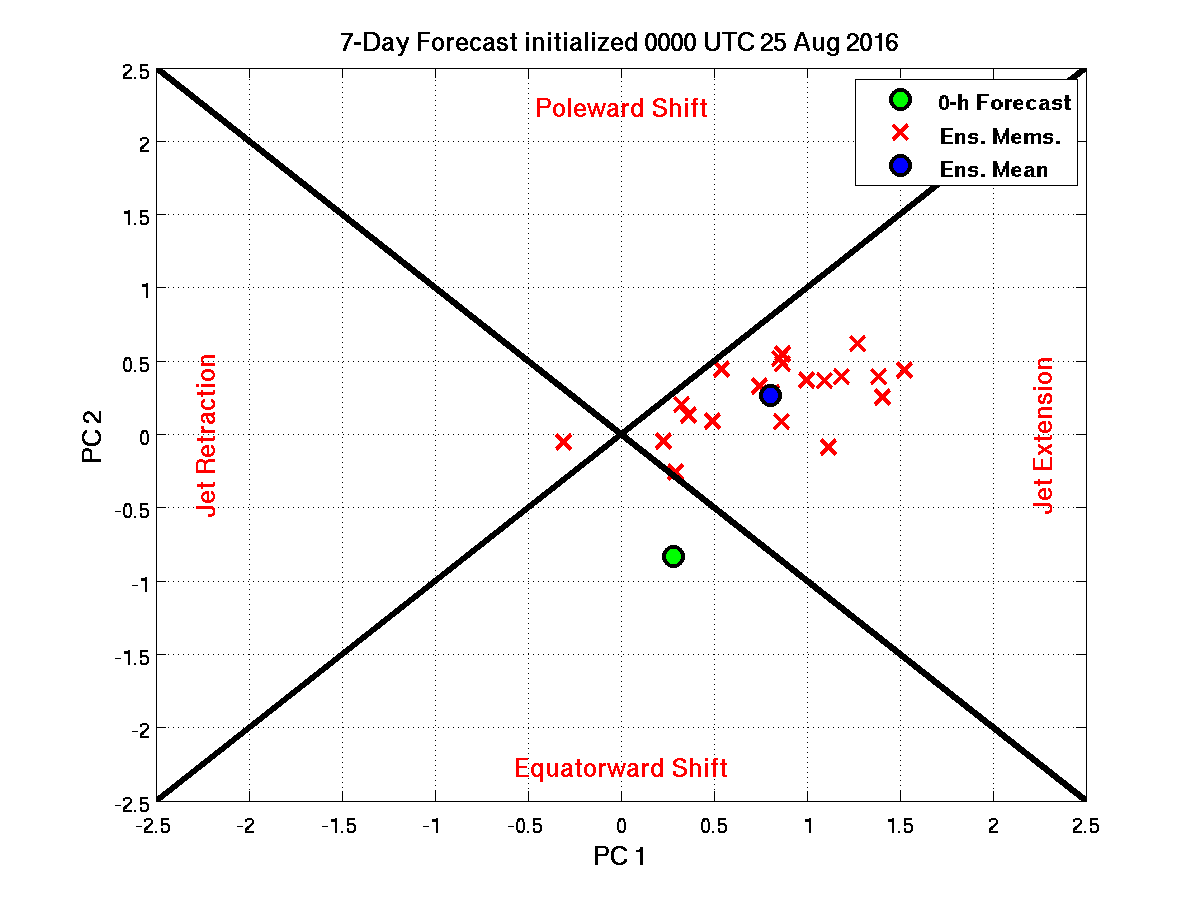 7-Day Forecast initialized 0000 UTC 25 Aug 2016
2.5
2
1.5
1
0.5
0
-0.5
-1
-1.5
-2
-2.5
PC 2
Poleward Shift
0-h Forecast
Ens. Mems.
Ens. Mean
Jet Retraction
Jet Extension
Equatorward Shift
-2.5 -2 -1.5 -1 -0.5 0 0.5 1 1.5 2 2.5
PC 1